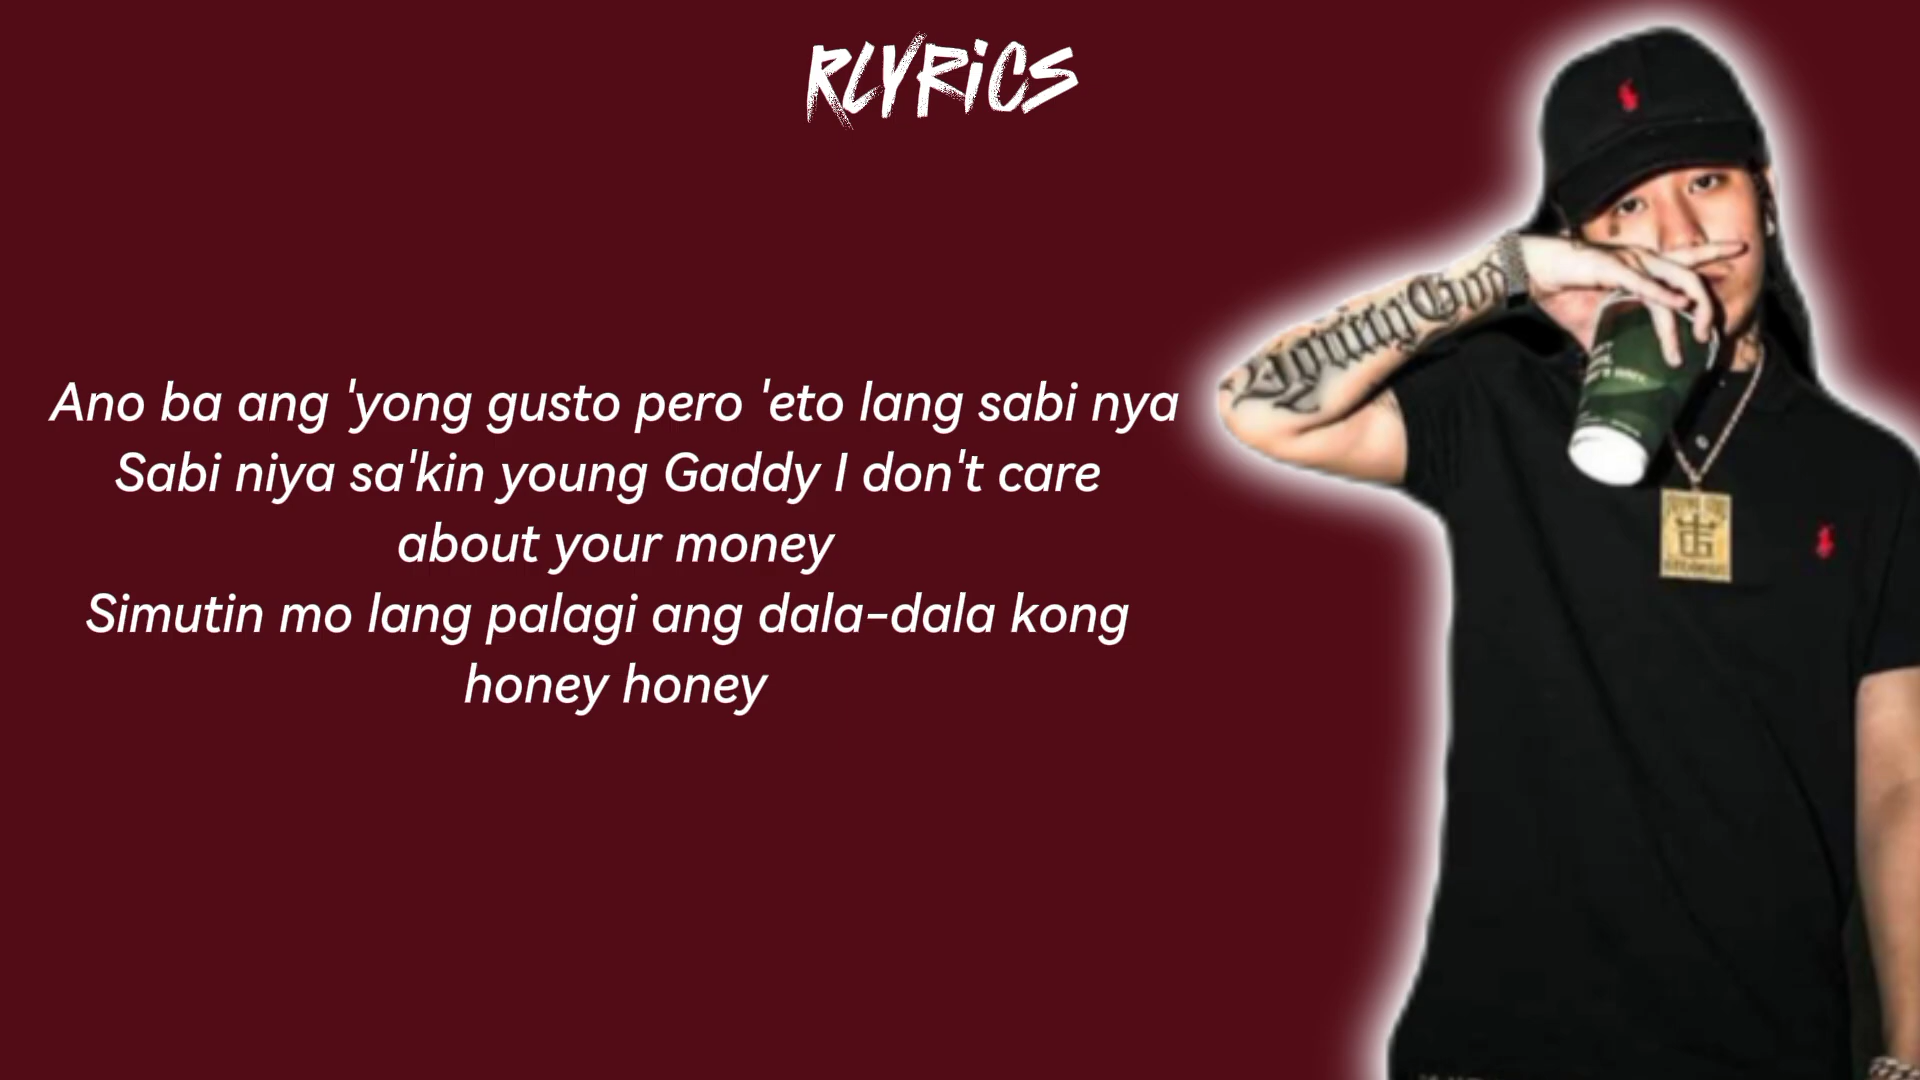 RLYRiCS
Ano ba ang 'yong gusto pero 'eto lang sabi nya
Sabi niya sa'kin young Gaddy I don't care
about your money
Simutin mo lang palagi ang dala-dala kong
honey honey